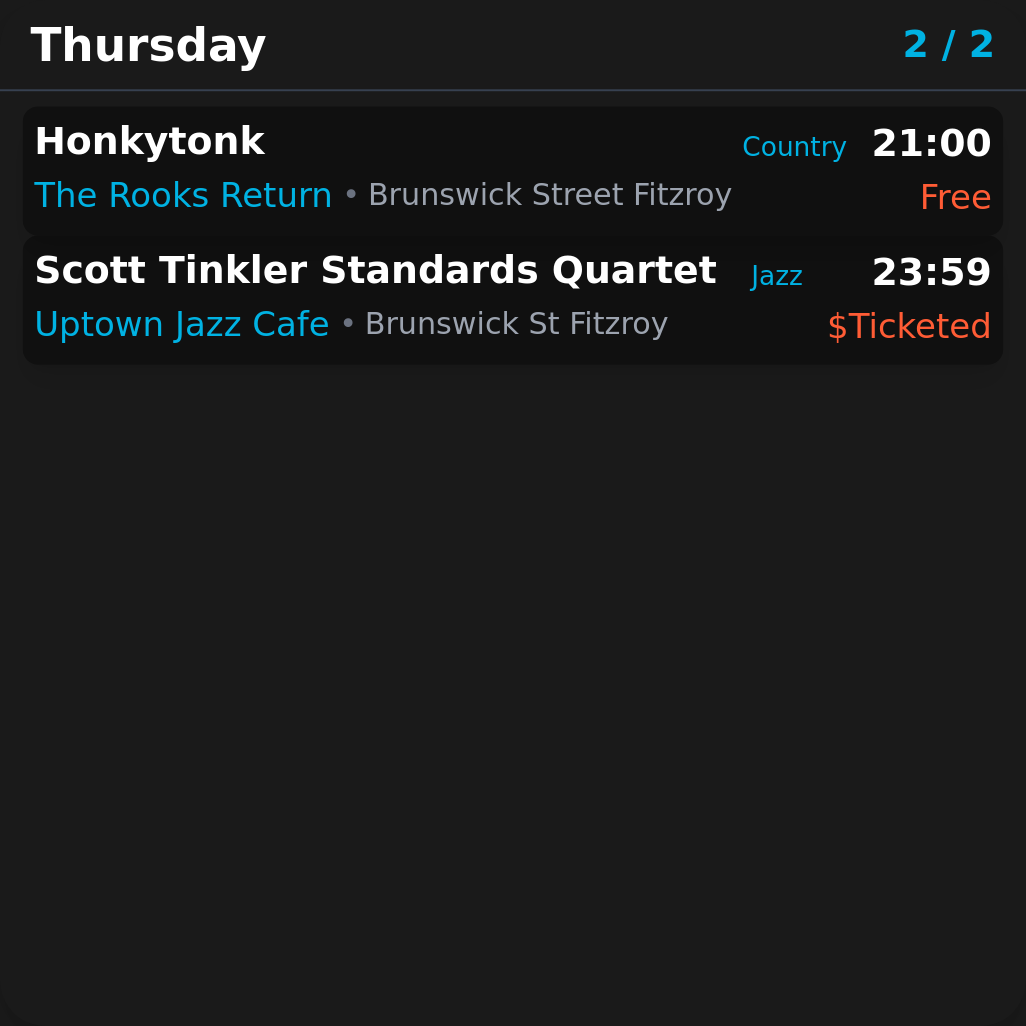 Thursday 2 / 2
Honkytonk Country 21:00
The Rooks Return • Brunswick Street Fitzroy Free
Scott Tinkler Standards Quartet Jazz 23:59
Uptown Jazz Cafe • Brunswick St Fitzroy $Ticketed